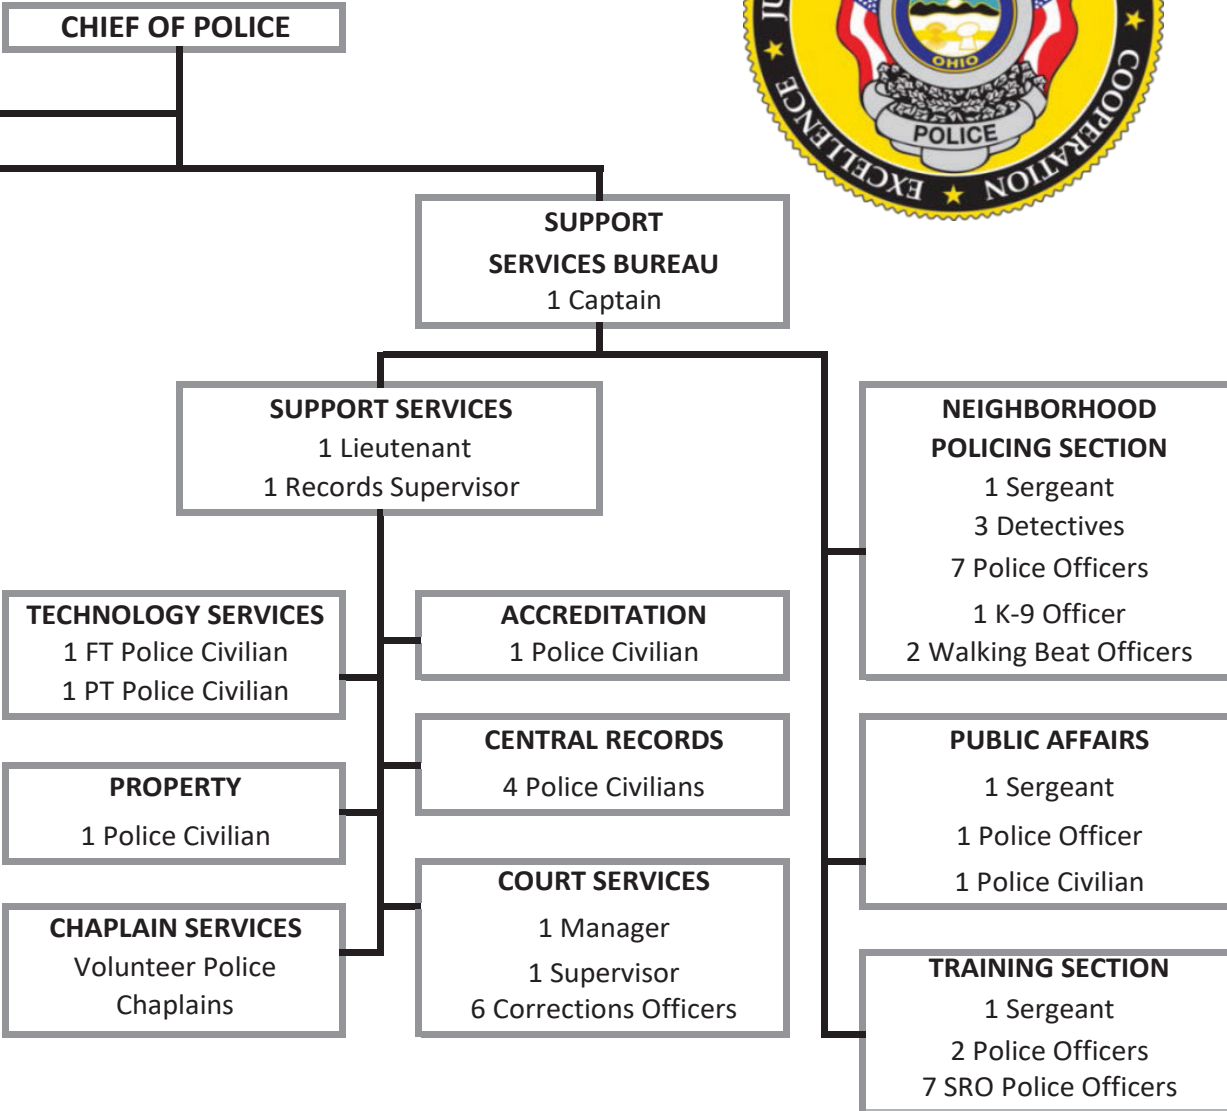 CHIEF OF POLICE
JU
★ EXCELLENCE ★ COOPERATION ★
OHIO
POLICE
SUPPORT
SERVICES BUREAU
1 Captain
SUPPORT SERVICES
1 Lieutenant
1 Records Supervisor
NEIGHBORHOOD
POLICING SECTION
1 Sergeant
3 Detectives
7 Police Officers
1 K-9 Officer
2 Walking Beat Officers
TECHNOLOGY SERVICES
1 FT Police Civilian
1 PT Police Civilian
ACCREDITATION
1 Police Civilian
CENTRAL RECORDS
4 Police Civilians
PUBLIC AFFAIRS
1 Sergeant
1 Police Officer
1 Police Civilian
PROPERTY
1 Police Civilian
COURT SERVICES
1 Manager
1 Supervisor
6 Corrections Officers
CHAPLAIN SERVICES
Volunteer Police
Chaplains
TRAINING SECTION
1 Sergeant
2 Police Officers
7 SRO Police Officers